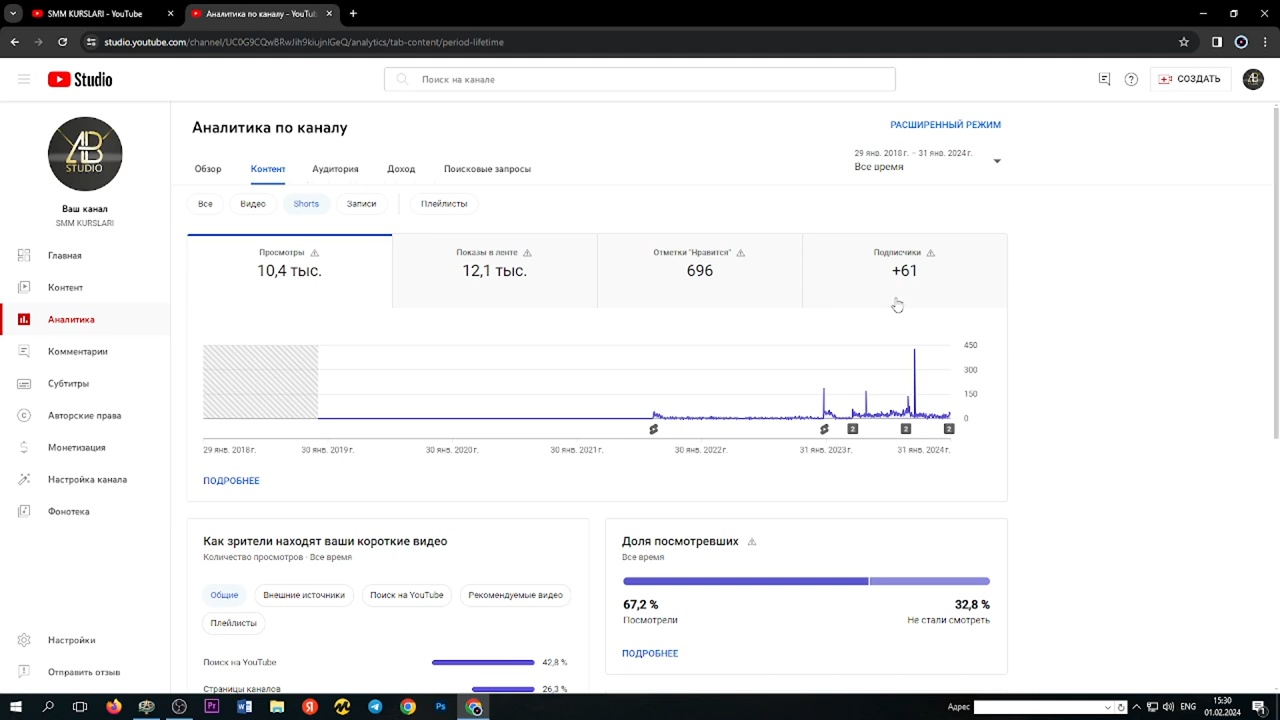 SMM KURSLARI - YouTube
Аналитика по каналу - YouTub
studio.youtube.com/channel/UC0G9CQwBRwJih9kiujnIGeQ/analytics/tab-content/period-lifetime
Studio
Поиск на канале
СОЗДАТЬ
AB
STUDIO
Ваш канал
SMM KURSLARI
Главная
Контент
Аналитика
Комментарии
Субтитры
Авторские права
Монетизация
Настройка канала
Фонотека
Настройки
Отправить отзыв
Аналитика по каналу
РАСШИРЕННЫЙ РЕЖИМ
Обзор
Контент
Аудитория
Доход
Поисковые запросы
29 янв. 2018 г. – 31 янв. 2024 г.
Все время
Все
Видео
Shorts
Записи
Плейлисты
Просмотры
10,4 тыс.
Показы в ленте
12,1 тыс.
Отметки "Нравится"
696
Подписчики
+61
450
300
150
0
2
2
2
29 янв. 2018 г.
30 янв. 2019 г.
30 янв. 2020 г.
30 янв. 2021 г.
30 янв. 2022 г.
31 янв. 2023 г.
31 янв. 2024 г.
ПОДРОБНЕЕ
Как зрители находят ваши короткие видео
Количество просмотров · Все время
Общие
Внешние источники
Поиск на YouTube
Рекомендуемые видео
Плейлисты
Поиск на YouTube
42,8 %
Страницы каналов
26,3 %
Доля посмотревших
Все время
67,2 %
32,8 %
Посмотрели
Не стали смотреть
ПОДРОБНЕЕ
Адрес
ENG
15:30
01.02.2024